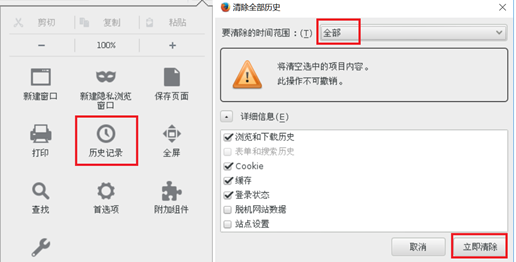 剪切 复制 粘贴
− 100% +
新建窗口 新建隐私浏览窗口 保存页面
打印 历史记录 全屏
查找 首选项 附加组件
清除全部历史
要清除的时间范围：(T) 全部
将清空选中的项目内容。
此操作不可撤销。
详细信息(E)
浏览和下载历史
表单和搜索历史
Cookie
缓存
登录状态
脱机网站数据
站点设置
取消 立即清除